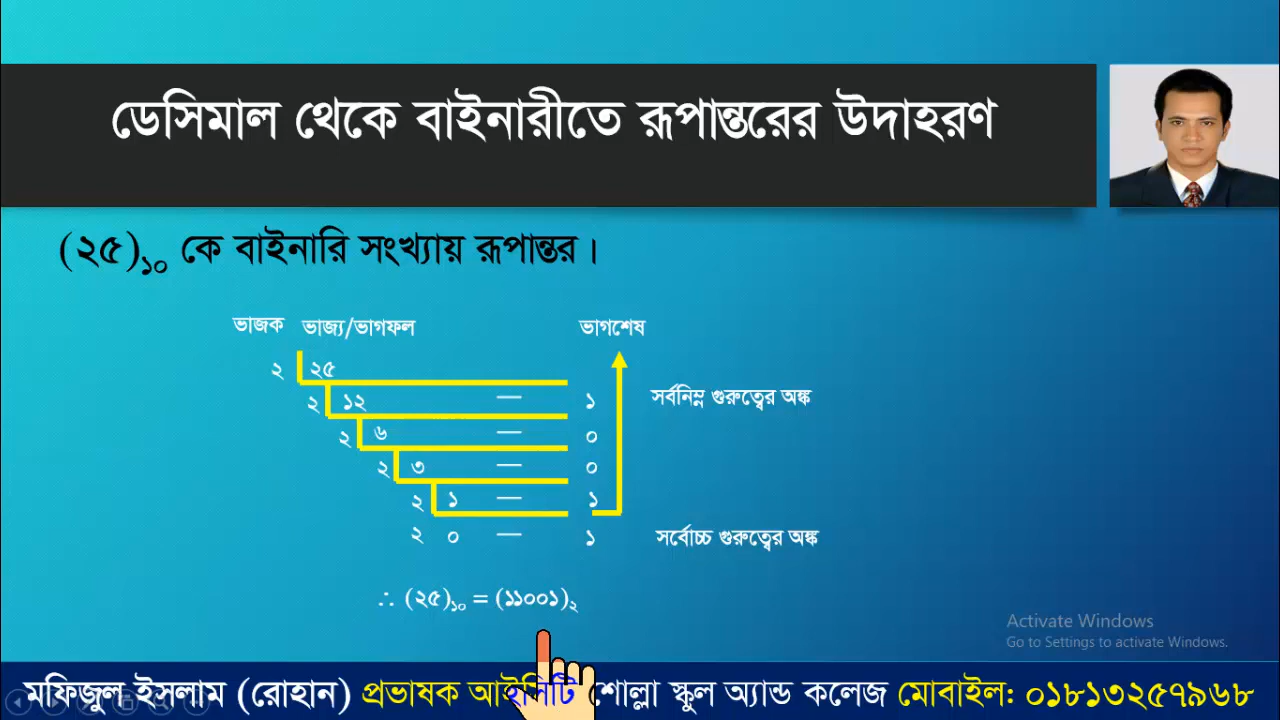 ডেসিমাল থেকে বাইনারীতে রূপান্তরের উদাহরণ
(২৫)১০ কে বাইনারি সংখ্যায় রূপান্তর।
ভাজক ভাজ্য/ভাগফল ভাগশেষ
২ ২৫
২ ১২ — ১ সর্বনিম্ন গুরুত্বের অঙ্ক
২ ৬ — ০
২ ৩ — ০
২ ১ — ১
২ ০ — ১ সর্বোচ্চ গুরুত্বের অঙ্ক
∴ (২৫)১০ = (১১০০১)২
Activate Windows
Go to Settings to activate Windows.
মফিজুল ইসলাম (রোহান) প্রভাষক আইসিটি শোল্লা স্কুল অ্যান্ড কলেজ মোবাইল: ০১৮১৩২৫৭৯৬৮